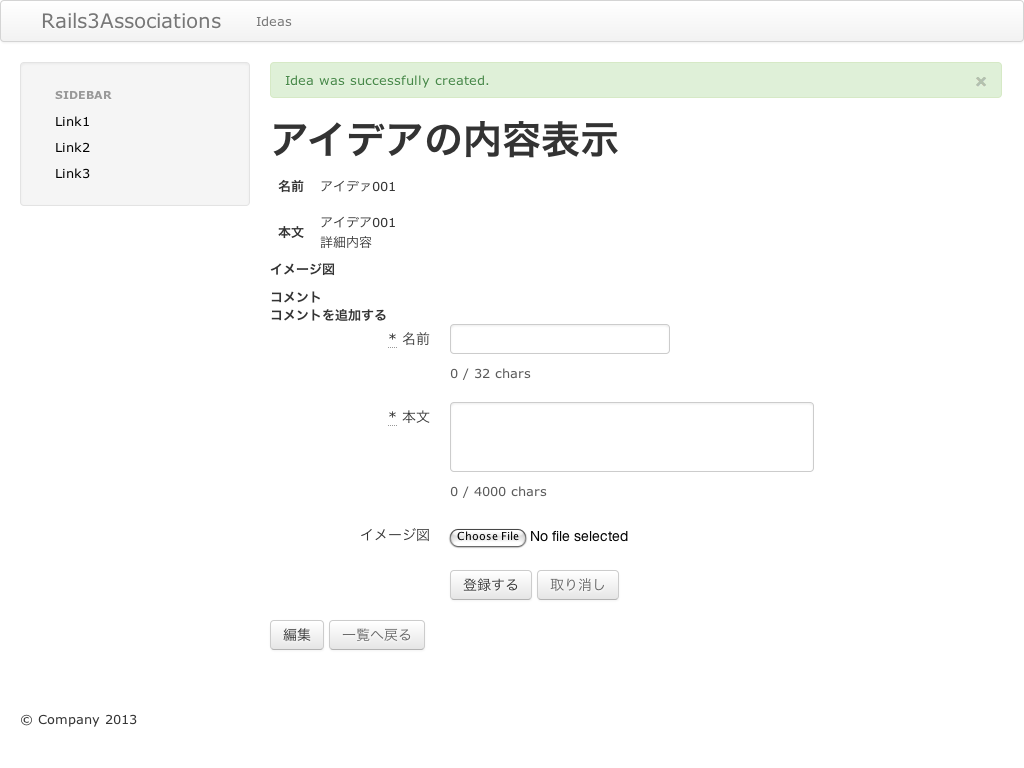 Rails3Associations Ideas
SIDEBAR
Link1
Link2
Link3
Idea was successfully created. ×
アイデアの内容表示
名前 アイデァ001
本文 アイデア001
詳細内容
イメージ図
コメント
コメントを追加する
* 名前
0 / 32 chars
* 本文
0 / 4000 chars
イメージ図 Choose File No file selected
登録する 取り消し
編集 一覧へ戻る
© Company 2013